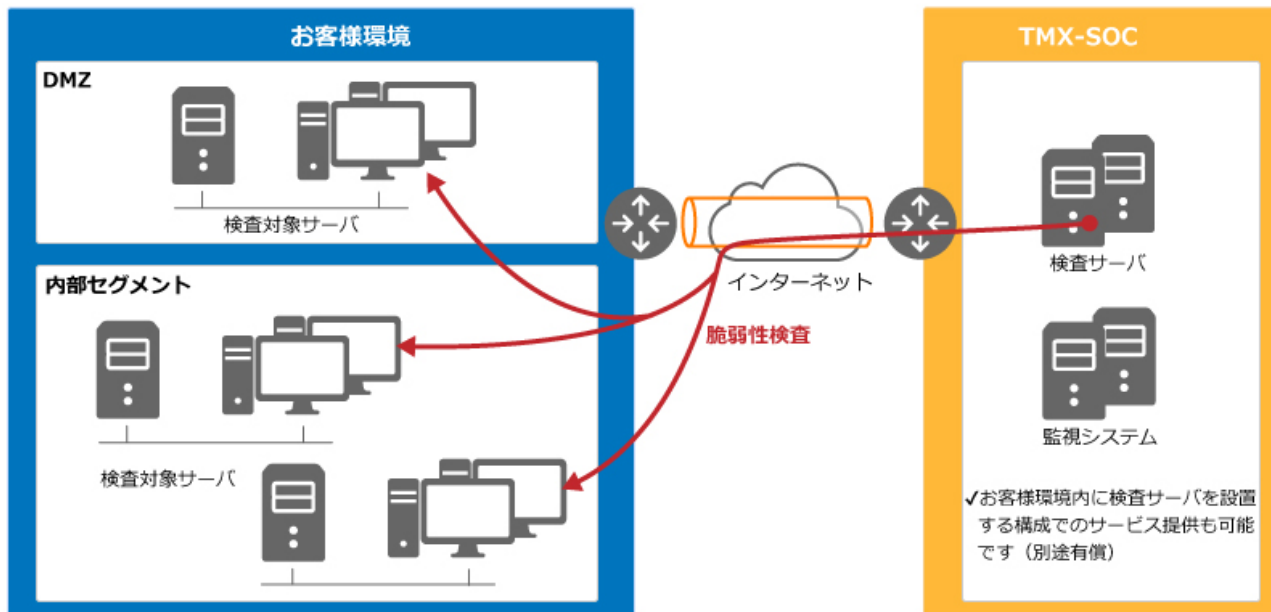 お客様環境
DMZ
検査対象サーバ
内部セグメント
検査対象サーバ
インターネット
脆弱性検査
TMX-SOC
検査サーバ
監視システム
✓お客様環境内に検査サーバを設置
する構成でのサービス提供も可能
です（別途有償）